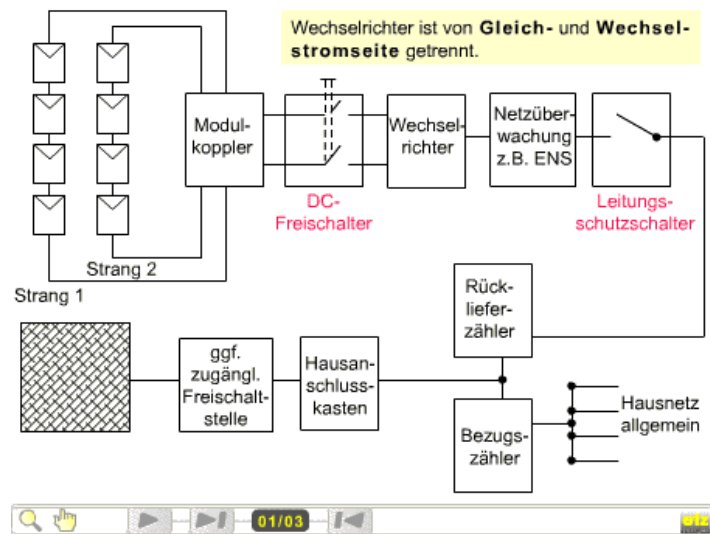 Wechselrichter ist von Gleich- und Wechsel-
stromseite getrennt.
Modul-
koppler
Wechsel-
richter
Netzüber-
wachung
z.B. ENS
DC-
Freischalter
Leitungs-
schutzschalter
Strang 2
Strang 1
Rück-
liefer-
zähler
ggf.
zugängl.
Freischalt-
stelle
Hausan-
schluss-
kasten
Bezugs-
zähler
Hausnetz
allgemein
01/03
etz